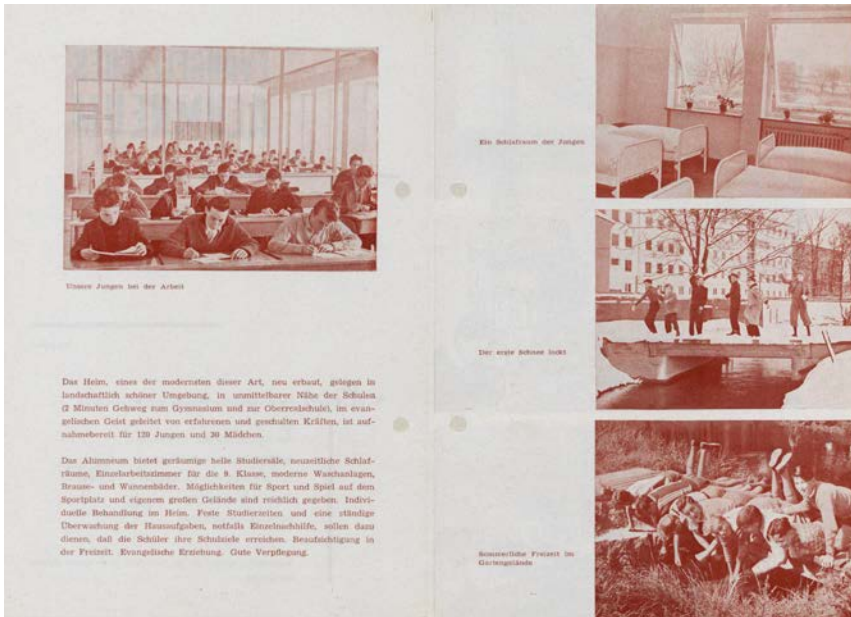 Unsere Jungen bei der Arbeit
Das Heim, eines der modernsten dieser Art, neu erbaut, gelegen in
landschaftlich schöner Umgebung, in unmittelbarer Nähe der Schulen
(2 Minuten Gehweg zum Gymnasium und zur Oberrealschule), im evan-
gelischen Geist geleitet von erfahrenen und geschulten Kräften, ist auf-
nahmebereit für 120 Jungen und 30 Mädchen.
Das Alumneum bietet geräumige helle Studiersäle, neuzeitliche Schlaf-
räume, Einzelarbeitszimmer für die 9. Klasse, moderne Waschanlagen,
Brause- und Wannenbäder. Möglichkeiten für Sport und Spiel auf dem
Sportplatz und eigenem großen Gelände sind reichlich gegeben. Indivi-
duelle Behandlung im Heim. Feste Studierzeiten und eine ständige
Überwachung der Hausaufgaben, notfalls Einzelnachhilfe, sollen dazu
dienen, daß die Schüler ihre Schulziele erreichen. Beaufsichtigung in
der Freizeit. Evangelische Erziehung. Gute Verpflegung.
Ein Schlafraum der Jungen
Der erste Schnee lockt
Sommerliche Freizeit im
Gartengelände